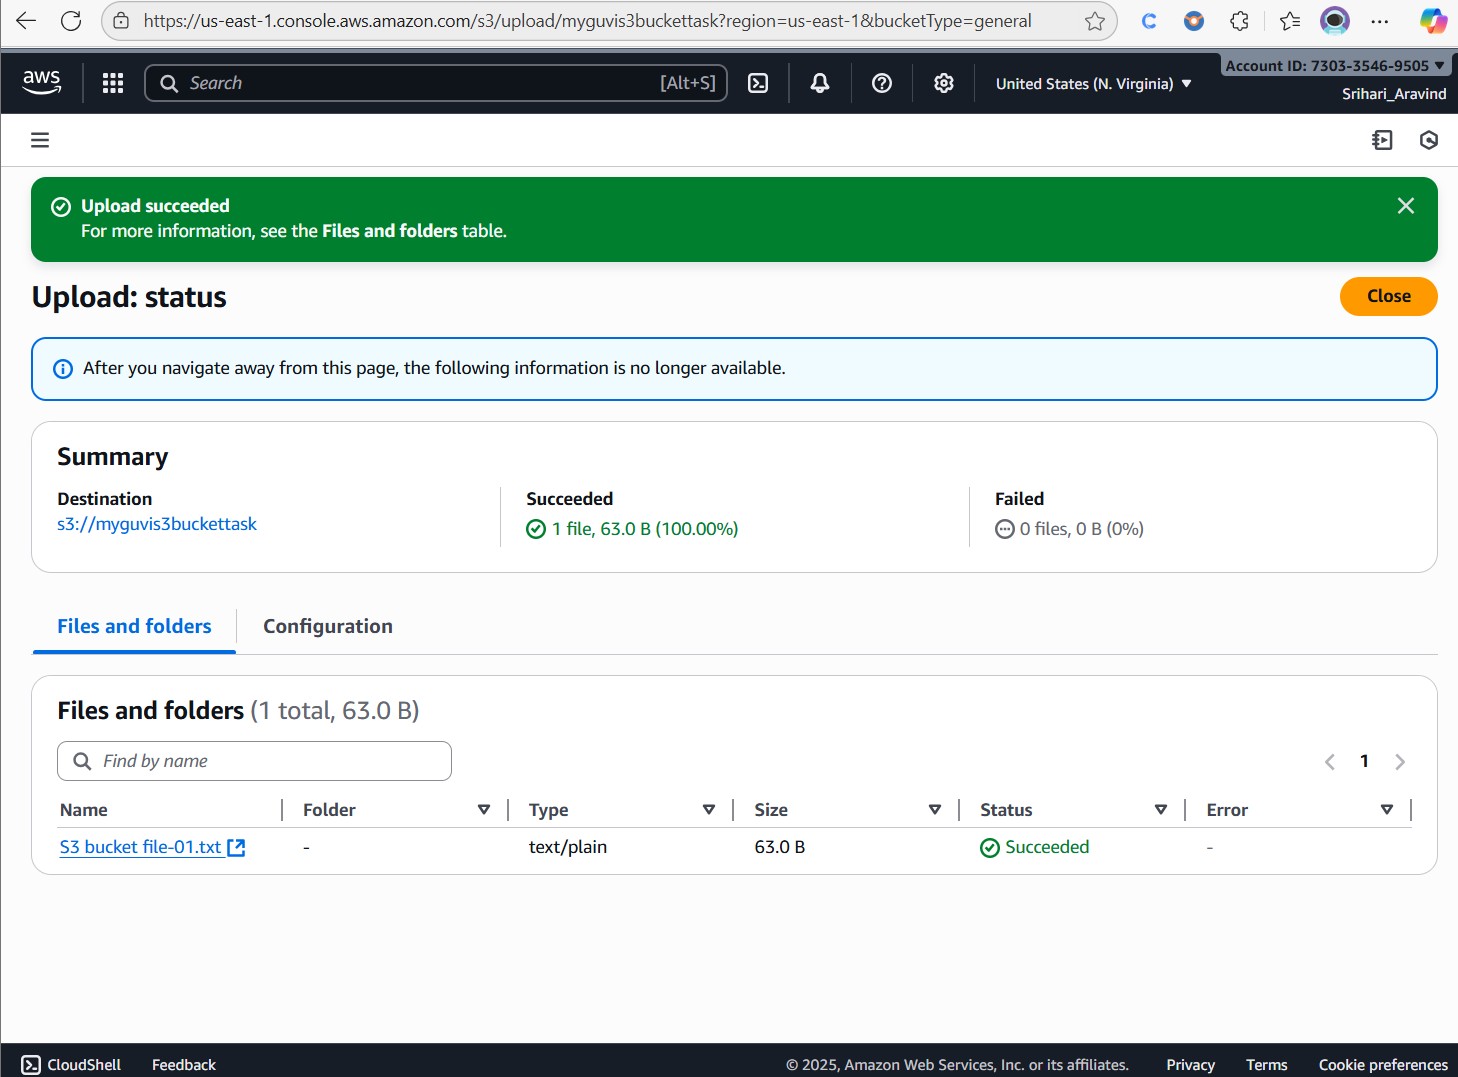 https://us-east-1.console.aws.amazon.com/s3/upload/myguvis3buckettask?region=us-east-1&bucketType=general
aws
Search [Alt+S]
United States (N. Virginia)
Account ID: 7303-3546-9505
Srihari_Aravind
Upload succeeded
For more information, see the Files and folders table.
Upload: status
Close
After you navigate away from this page, the following information is no longer available.
Summary
Destination
s3://myguvis3buckettask
Succeeded
1 file, 63.0 B (100.00%)
Failed
0 files, 0 B (0%)
Files and folders
Configuration
Files and folders (1 total, 63.0 B)
Find by name
1
Name Folder Type Size Status Error
S3 bucket file-01.txt - text/plain 63.0 B Succeeded -
CloudShell Feedback © 2025, Amazon Web Services, Inc. or its affiliates. Privacy Terms Cookie preferences